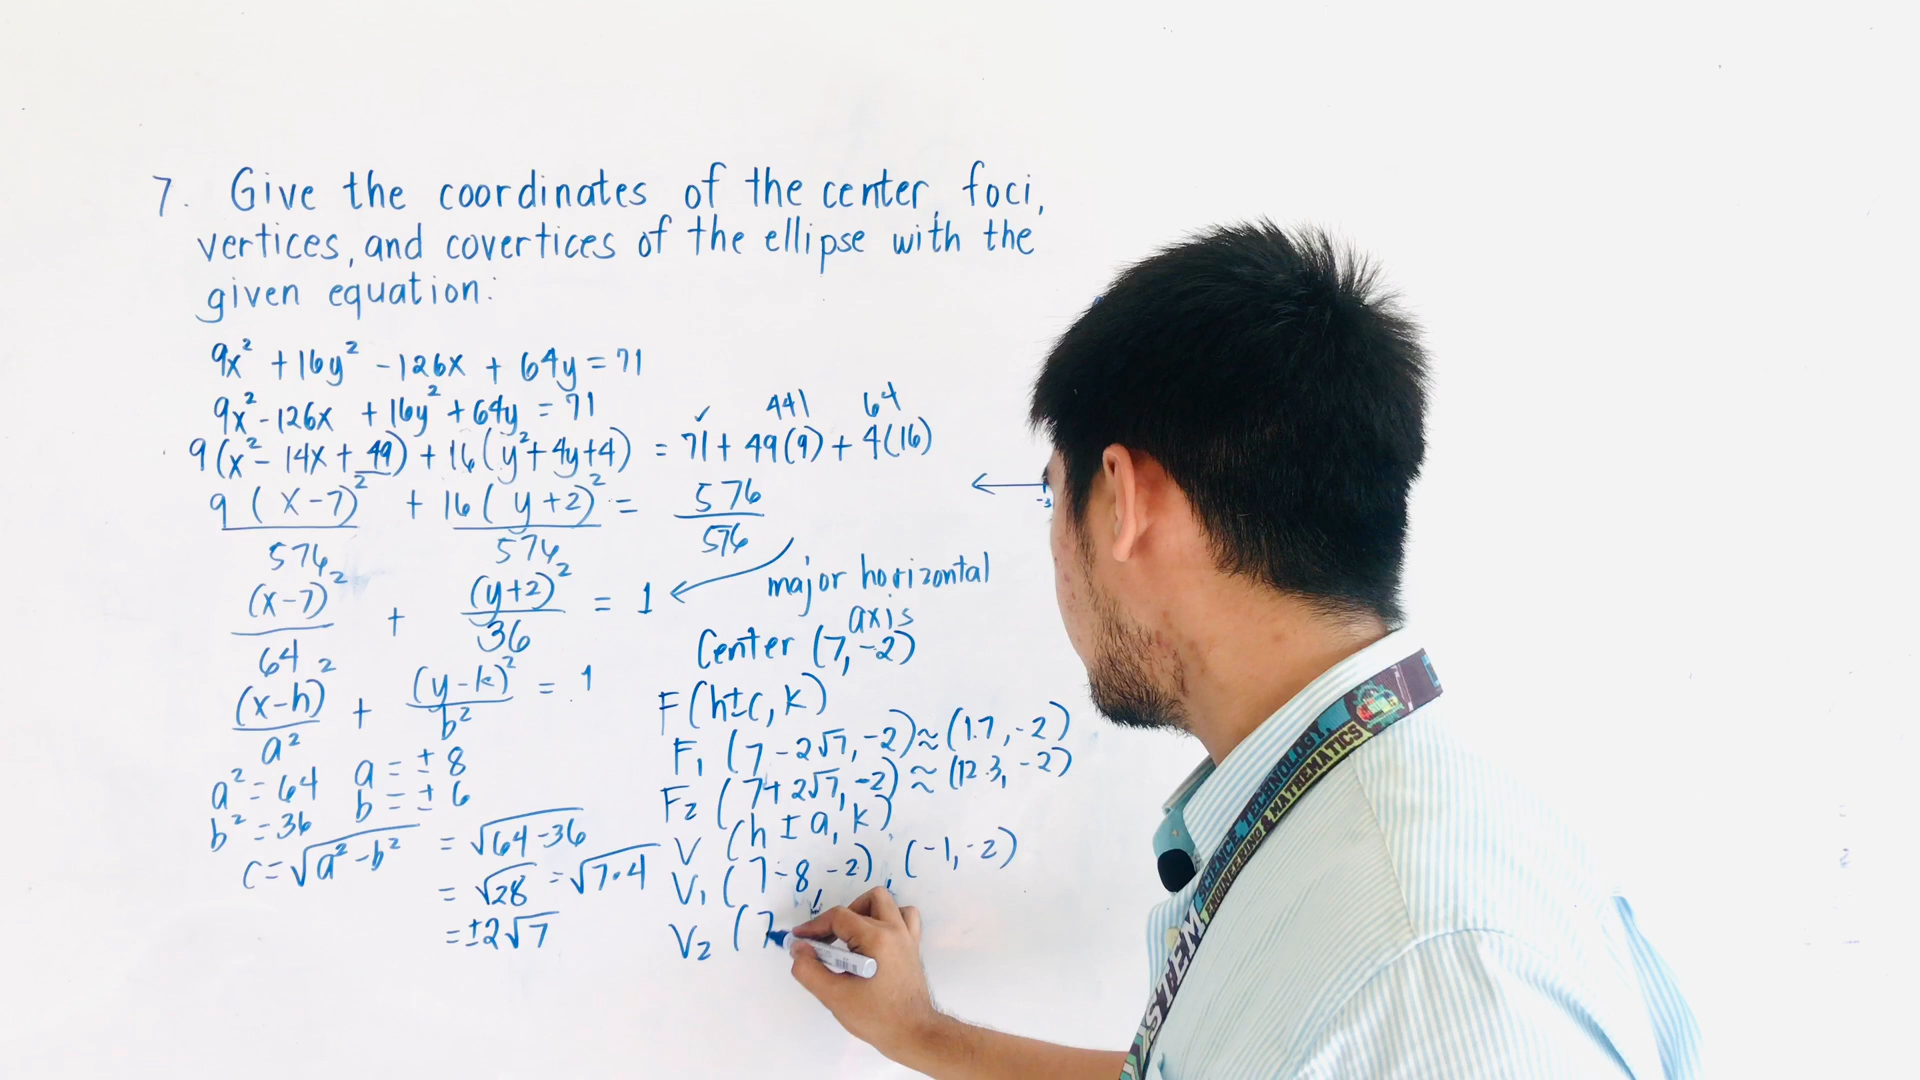 7. Give the coordinates of the center, foci,
vertices, and covertices of the ellipse with the
given equation:
9x² + 16y² - 126x + 64y = 71
9x² - 126x + 16y² + 64y = 71
✓ 441 64
9(x² - 14x + 49) + 16(y² + 4y + 4) = 71 + 49(9) + 4(16)
9(x-7)²/576 + 16(y+2)²/576 = 576/576
(x-7)²/64 + (y+2)²/36 = 1
(x-h)²/a² + (y-k)²/b² = 1
a² = 64 a = ± 8
b² = 36 b = ± 6
c = √a² - b² = √64-36
= √28 = √7·4
= ±2√7
major horizontal
axis
Center (7, -2)
F (h±c, k)
F₁ (7 - 2√7, -2) ≈ (1.7, -2)
F₂ (7 + 2√7, -2) ≈ (12.3, -2)
V (h ± a, k)
V₁ (7-8, -2), (-1, -2)
V₂ (7
STEM SCIENCE, TECHNOLOGY,
ENGINEERING & MATHEMATICS